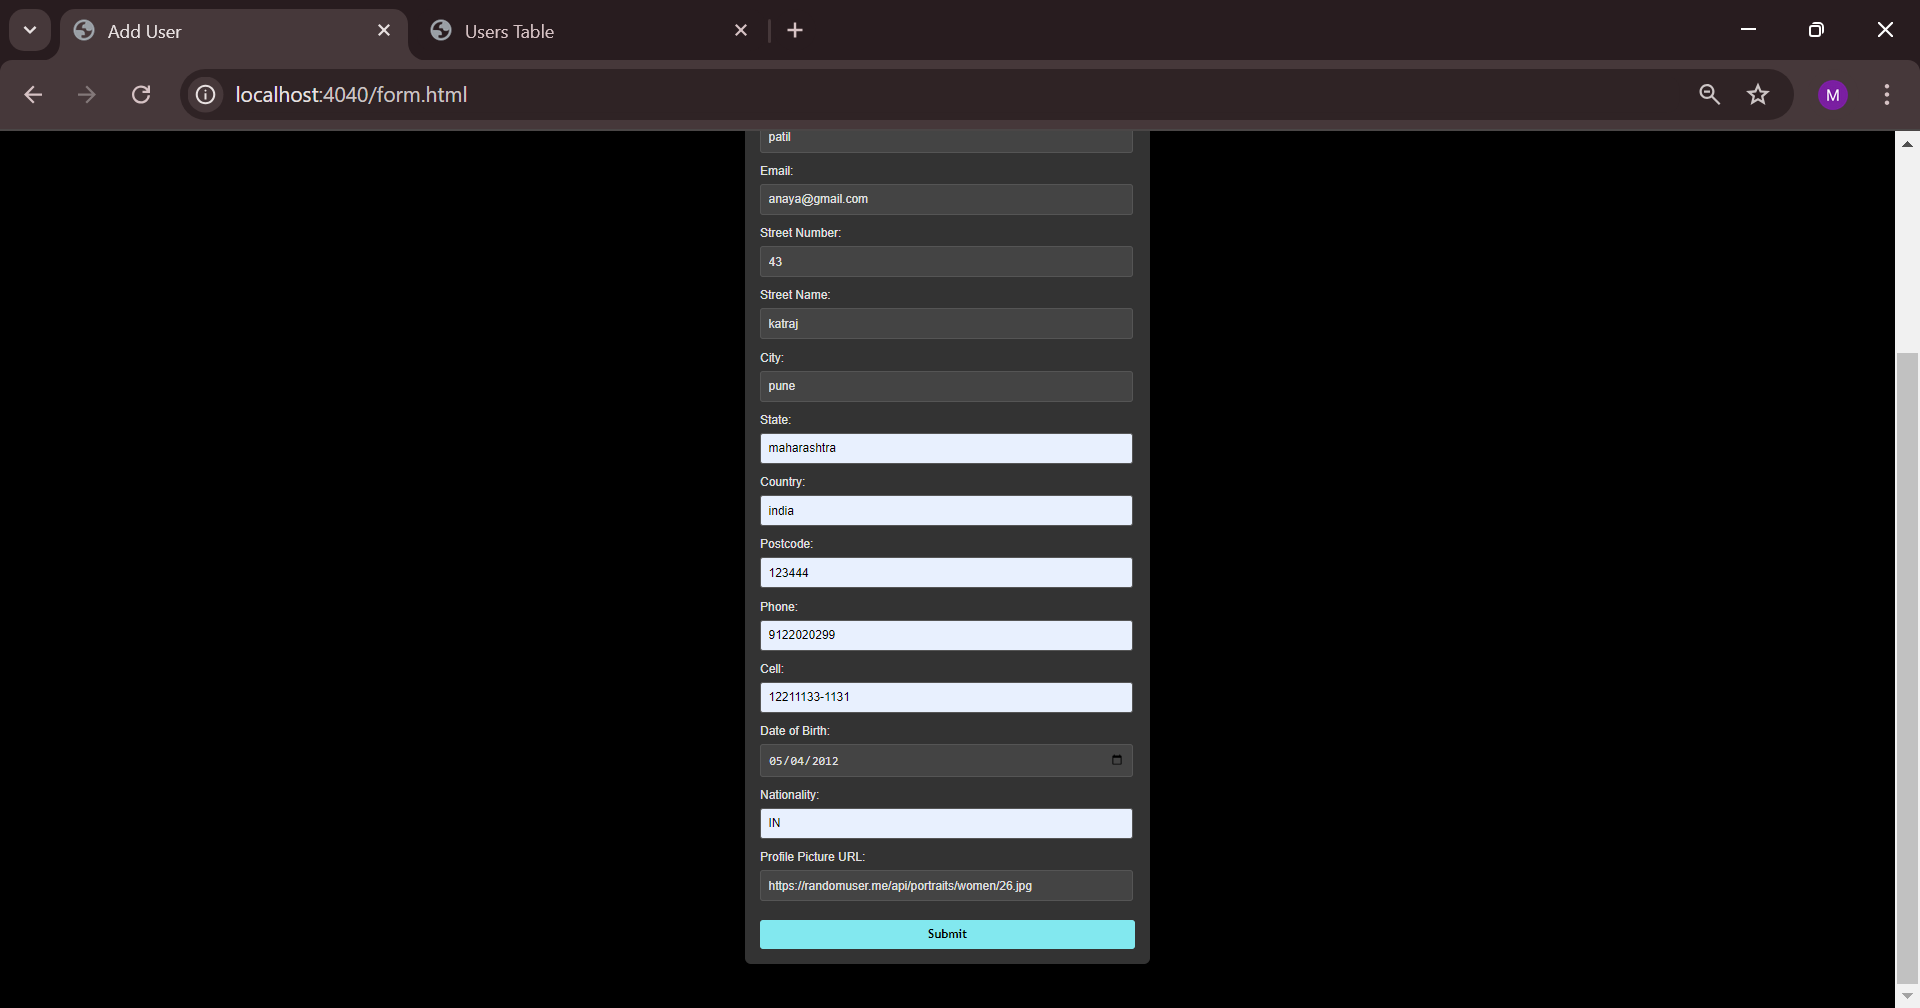 Add User
Users Table
localhost:4040/form.html
M
patil
Email:
anaya@gmail.com
Street Number:
43
Street Name:
katraj
City:
pune
State:
maharashtra
Country:
india
Postcode:
123444
Phone:
9122020299
Cell:
12211133-1131
Date of Birth:
05/04/2012
Nationality:
IN
Profile Picture URL:
https://randomuser.me/api/portraits/women/26.jpg
Submit